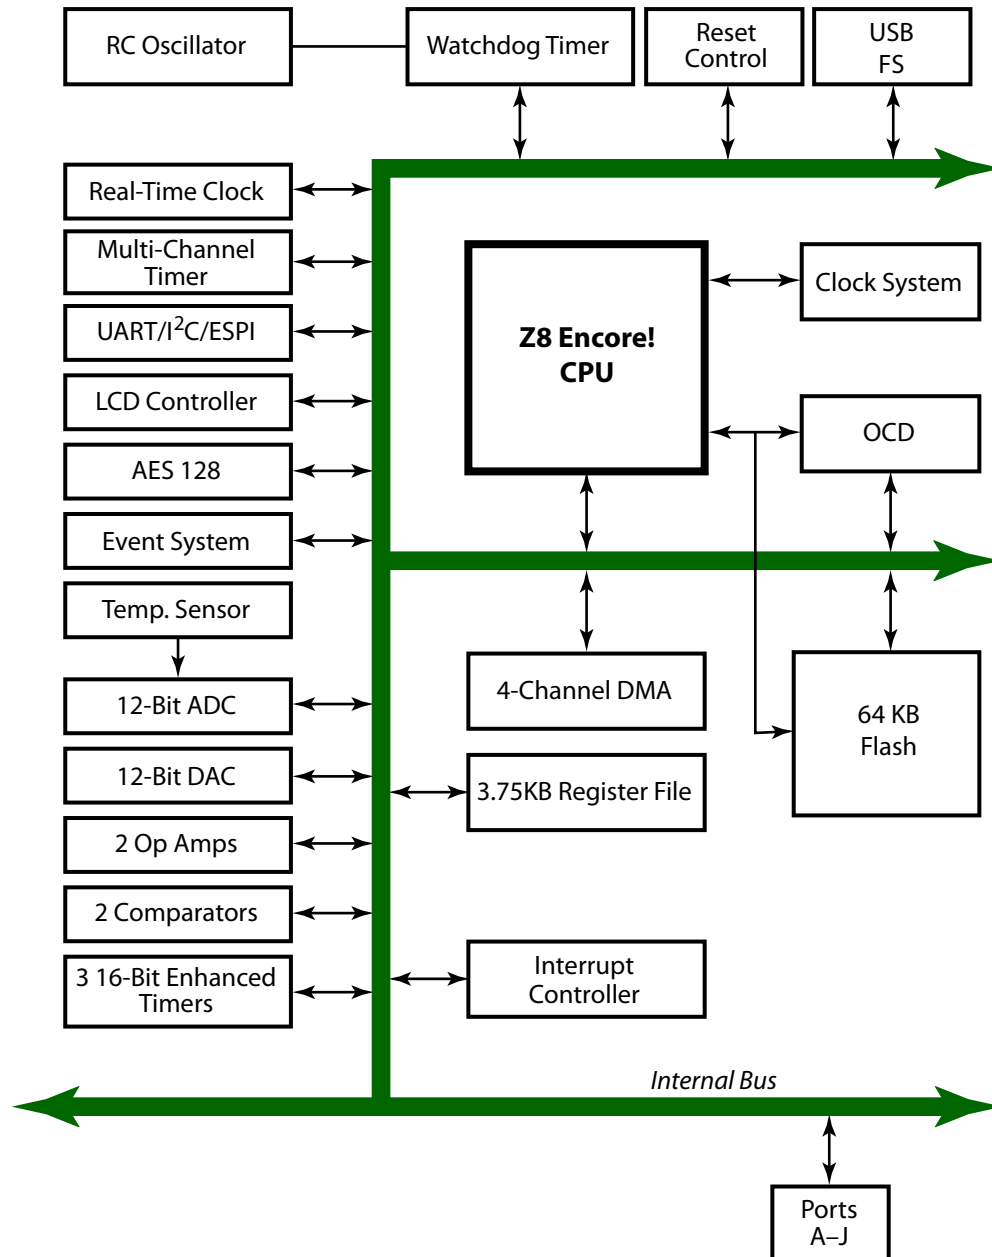 RC Oscillator
Watchdog Timer
Reset
Control
USB
FS
Real-Time Clock
Multi-Channel
Timer
UART/I²C/ESPI
LCD Controller
AES 128
Event System
Temp. Sensor
12-Bit ADC
12-Bit DAC
2 Op Amps
2 Comparators
3 16-Bit Enhanced
Timers
Z8 Encore!
CPU
Clock System
OCD
4-Channel DMA
64 KB
Flash
3.75KB Register File
Interrupt
Controller
Internal Bus
Ports
A–J